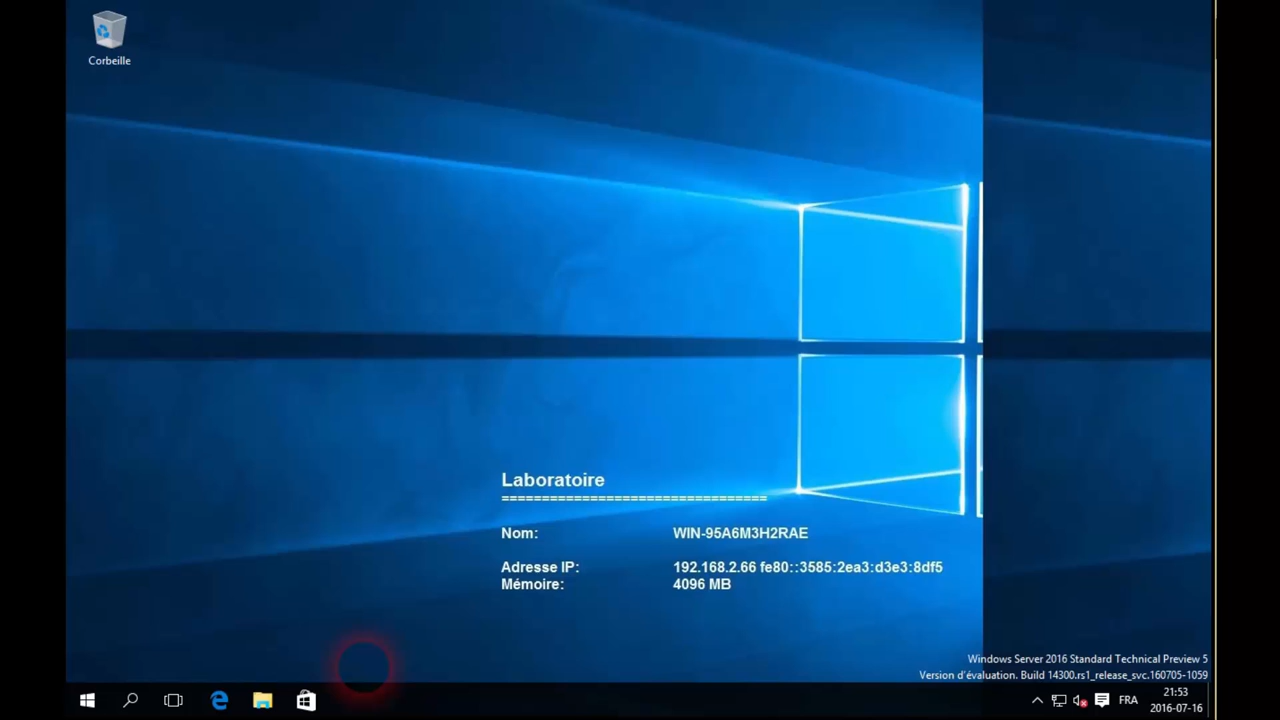 Corbeille
Laboratoire
=================================
Nom: WIN-95A6M3H2RAE
Adresse IP: 192.168.2.66 fe80::3585:2ea3:d3e3:8df5
Mémoire: 4096 MB
Windows Server 2016 Standard Technical Preview 5
Version d'évaluation. Build 14300.rs1_release_svc.160705-1059
FRA
21:53
2016-07-16